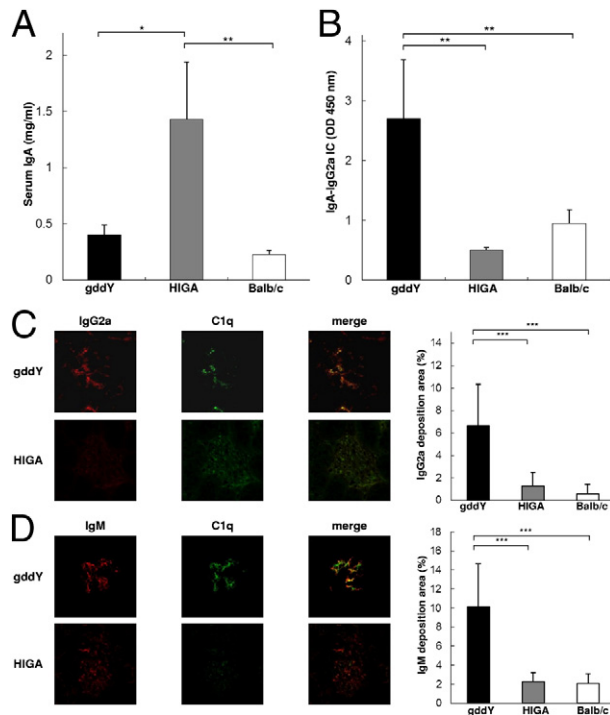 A
Serum IgA (mg/ml)
2
1.5
1
0.5
0
*
**
gddY HIGA Balb/c
B
IgA-IgG2a IC (OD 450 nm)
4
3
2
1
0
**
**
gddY HIGA Balb/c
C
IgG2a C1q merge
gddY
HIGA
IgG2a deposition area (%)
14
12
10
8
6
4
2
0
***
***
gddY HIGA Balb/c
D
IgM C1q merge
gddY
HIGA
IgM deposition area (%)
18
16
14
12
10
8
6
4
2
0
***
***
gddY HIGA Balb/c